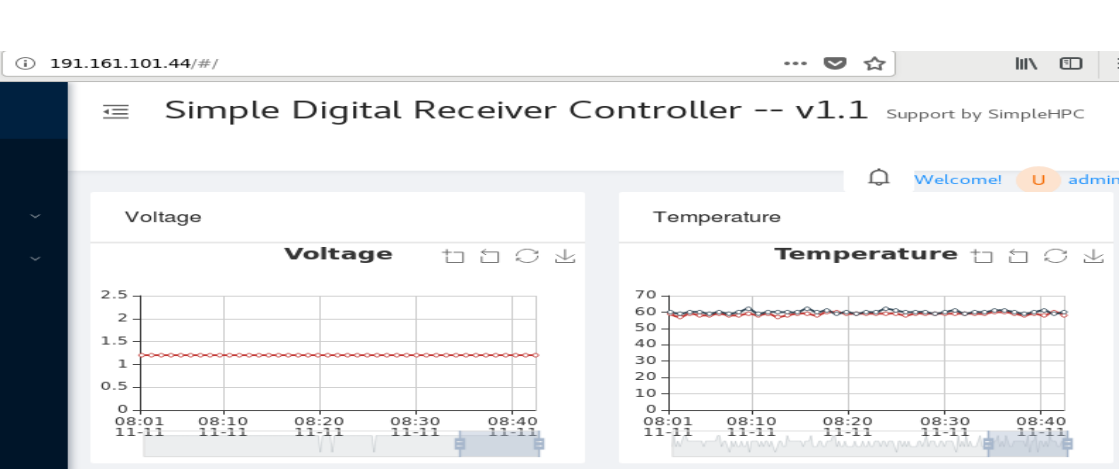 191.161.101.44/#/
Simple Digital Receiver Controller -- v1.1 Support by SimpleHPC
Welcome! U admin
Voltage
Voltage
2.5
2
1.5
1
0.5
0
08:01 08:10 08:20 08:30 08:40
11-11 11-11 11-11 11-11 11-11
Temperature
Temperature
70
60
50
40
30
20
10
0
08:01 08:10 08:20 08:30 08:40
11-11 11-11 11-11 11-11 11-11